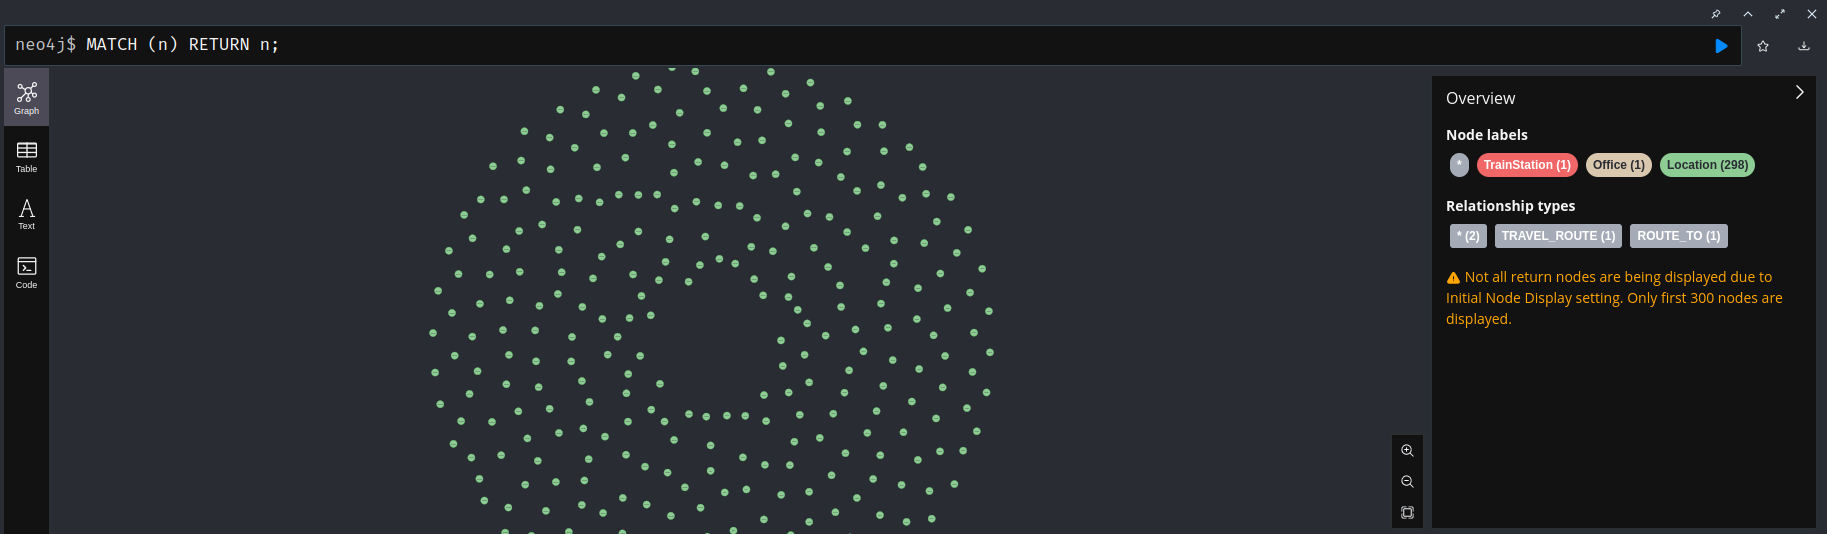 neo4j$ MATCH (n) RETURN n;
Graph
Table
Text
Code
Overview
Node labels
* TrainStation (1) Office (1) Location (298)
Relationship types
* (2) TRAVEL_ROUTE (1) ROUTE_TO (1)
Not all return nodes are being displayed due to
Initial Node Display setting. Only first 300 nodes are
displayed.